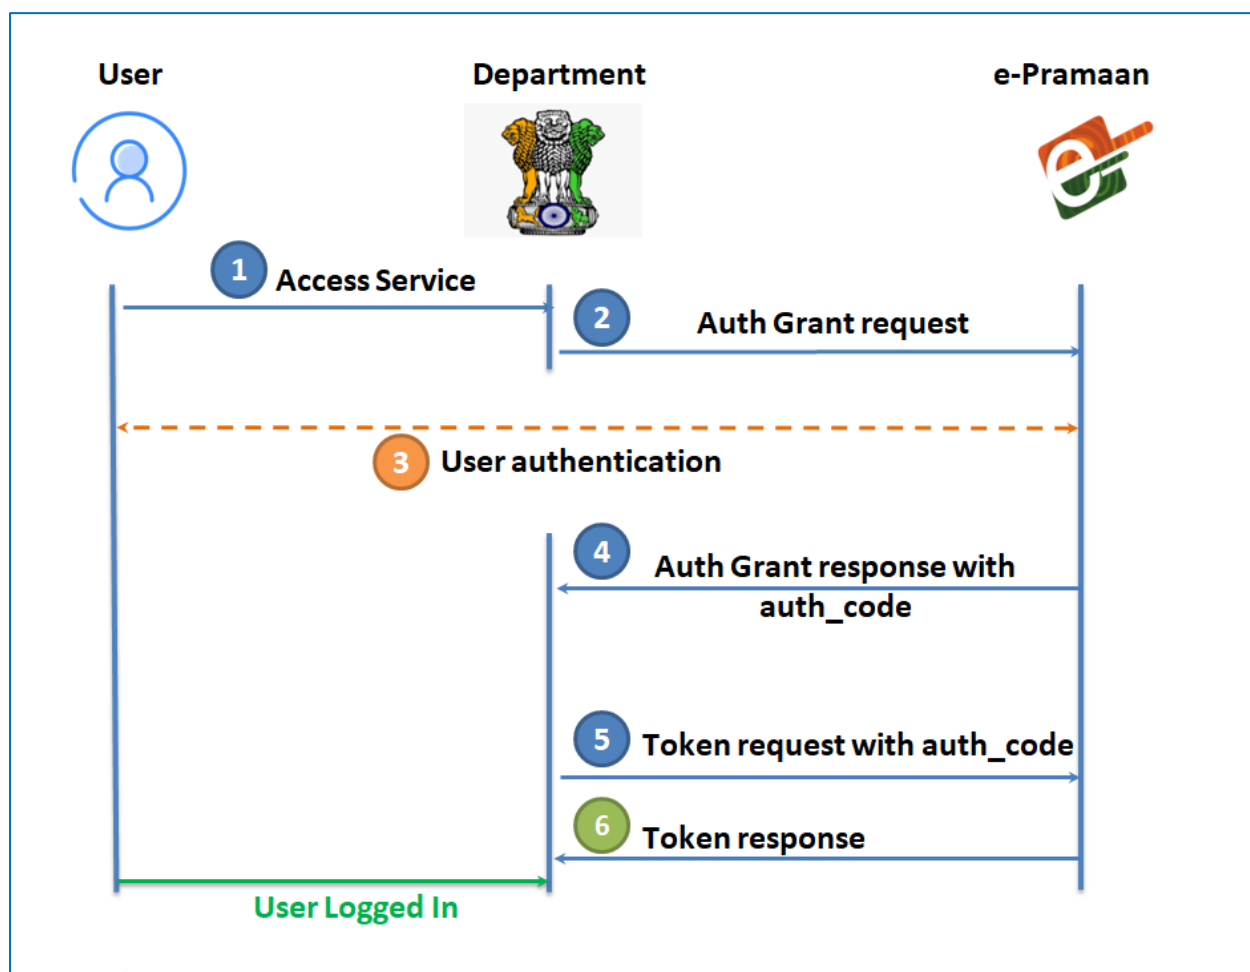 User
Department
e-Pramaan
e
1
Access Service
2
Auth Grant request
3
User authentication
4
Auth Grant response with
auth_code
5
Token request with auth_code
6
Token response
User Logged In